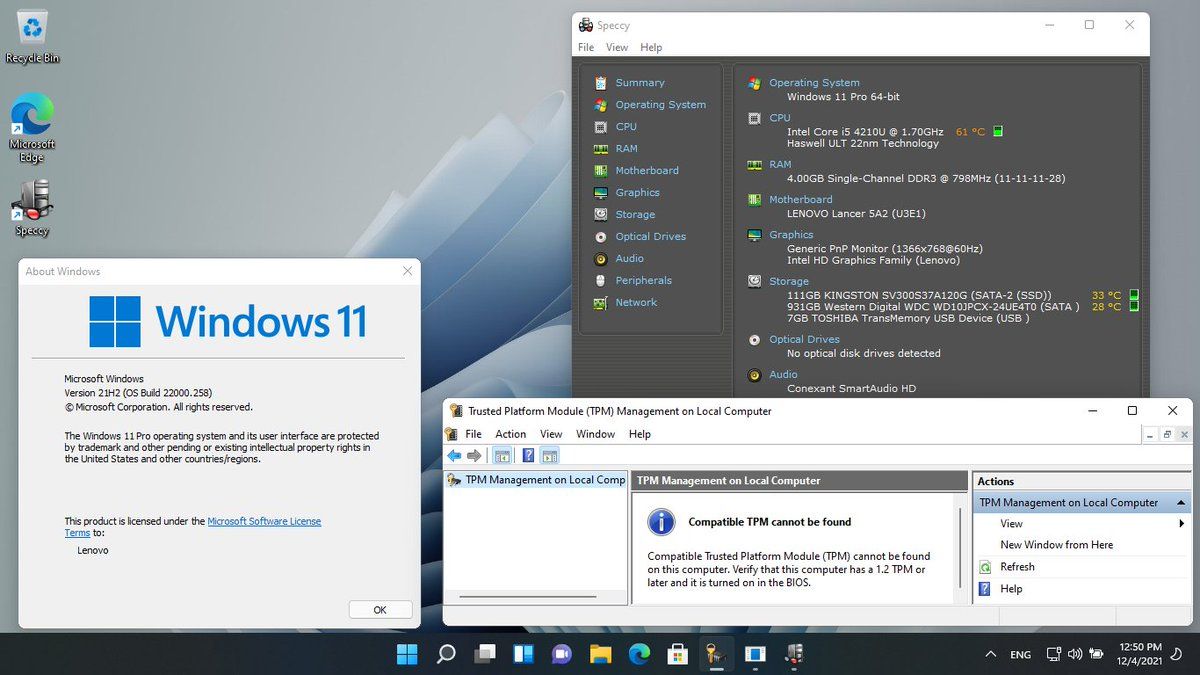 Recycle Bin
Microsoft
Edge
Speccy
Speccy
File View Help
Summary
Operating System
CPU
RAM
Motherboard
Graphics
Storage
Optical Drives
Audio
Peripherals
Network
Operating System
Windows 11 Pro 64-bit
CPU
Intel Core i5 4210U @ 1.70GHz 61 °C
Haswell ULT 22nm Technology
RAM
4.00GB Single-Channel DDR3 @ 798MHz (11-11-11-28)
Motherboard
LENOVO Lancer 5A2 (U3E1)
Graphics
Generic PnP Monitor (1366x768@60Hz)
Intel HD Graphics Family (Lenovo)
Storage
111GB KINGSTON SV300S37A120G (SATA-2 (SSD)) 33 °C
931GB Western Digital WDC WD10JPCX-24UE4T0 (SATA ) 28 °C
7GB TOSHIBA TransMemory USB Device (USB )
Optical Drives
No optical disk drives detected
Audio
Conexant SmartAudio HD
About Windows
Windows 11
Microsoft Windows
Version 21H2 (OS Build 22000.258)
© Microsoft Corporation. All rights reserved.
The Windows 11 Pro operating system and its user interface are protected
by trademark and other pending or existing intellectual property rights in
the United States and other countries/regions.
This product is licensed under the Microsoft Software License
Terms to:
Lenovo
OK
Trusted Platform Module (TPM) Management on Local Computer
File Action View Window Help
TPM Management on Local Comp
TPM Management on Local Computer
Compatible TPM cannot be found
Compatible Trusted Platform Module (TPM) cannot be found
on this computer. Verify that this computer has a 1.2 TPM or
later and it is turned on in the BIOS.
Actions
TPM Management on Local Computer
View
New Window from Here
Refresh
Help
ENG
12:50 PM
12/4/2021